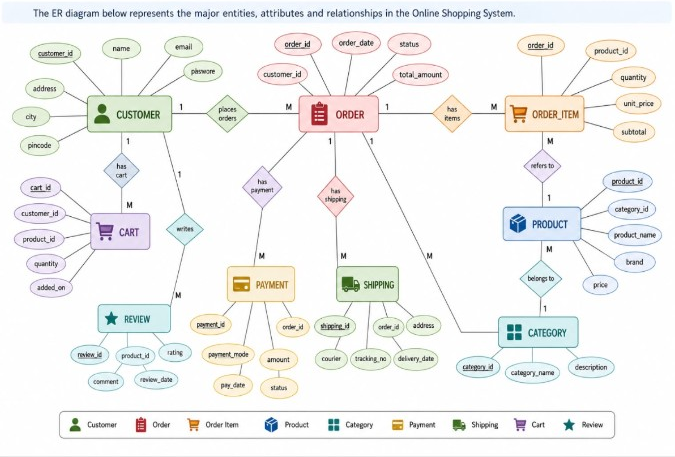 The ER diagram below represents the major entities, attributes and relationships in the Online Shopping System.
customer_id
name
email
passwore
address
city
pincode
CUSTOMER
1
places
orders
M
order_id
order_date
status
customer_id
total_amount
ORDER
1
has
items
M
order_id
product_id
quantity
unit_price
subtotal
ORDER_ITEM
1
has
cart
M
1
writes
M
1
has
payment
M
1
has
shipping
M
1
M
M
refers to
1
cart_id
customer_id
product_id
quantity
added_on
CART
product_id
category_id
product_name
brand
price
PRODUCT
M
belongs to
1
REVIEW
review_id
product_id
rating
comment
review_date
PAYMENT
payment_id
order_id
payment_mode
amount
pay_date
status
SHIPPING
shipping_id
order_id
address
courier
tracking_no
delivery_date
CATEGORY
category_id
category_name
description
Customer
Order
Order Item
Product
Category
Payment
Shipping
Cart
Review